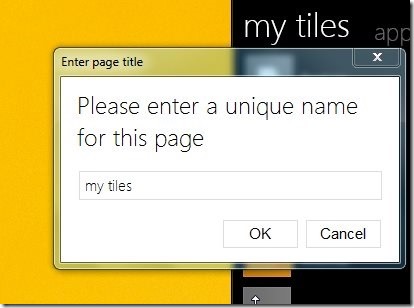 my tiles app
Enter page title
Please enter a unique name
for this page
my tiles
OK Cancel